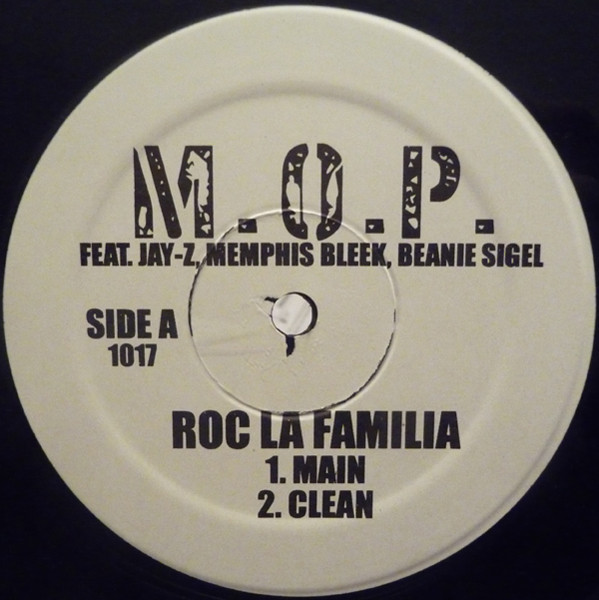 M.O.P.
FEAT. JAY-Z, MEMPHIS BLEEK, BEANIE SIGEL
SIDE A
1017
ROC LA FAMILIA
1. MAIN
2. CLEAN